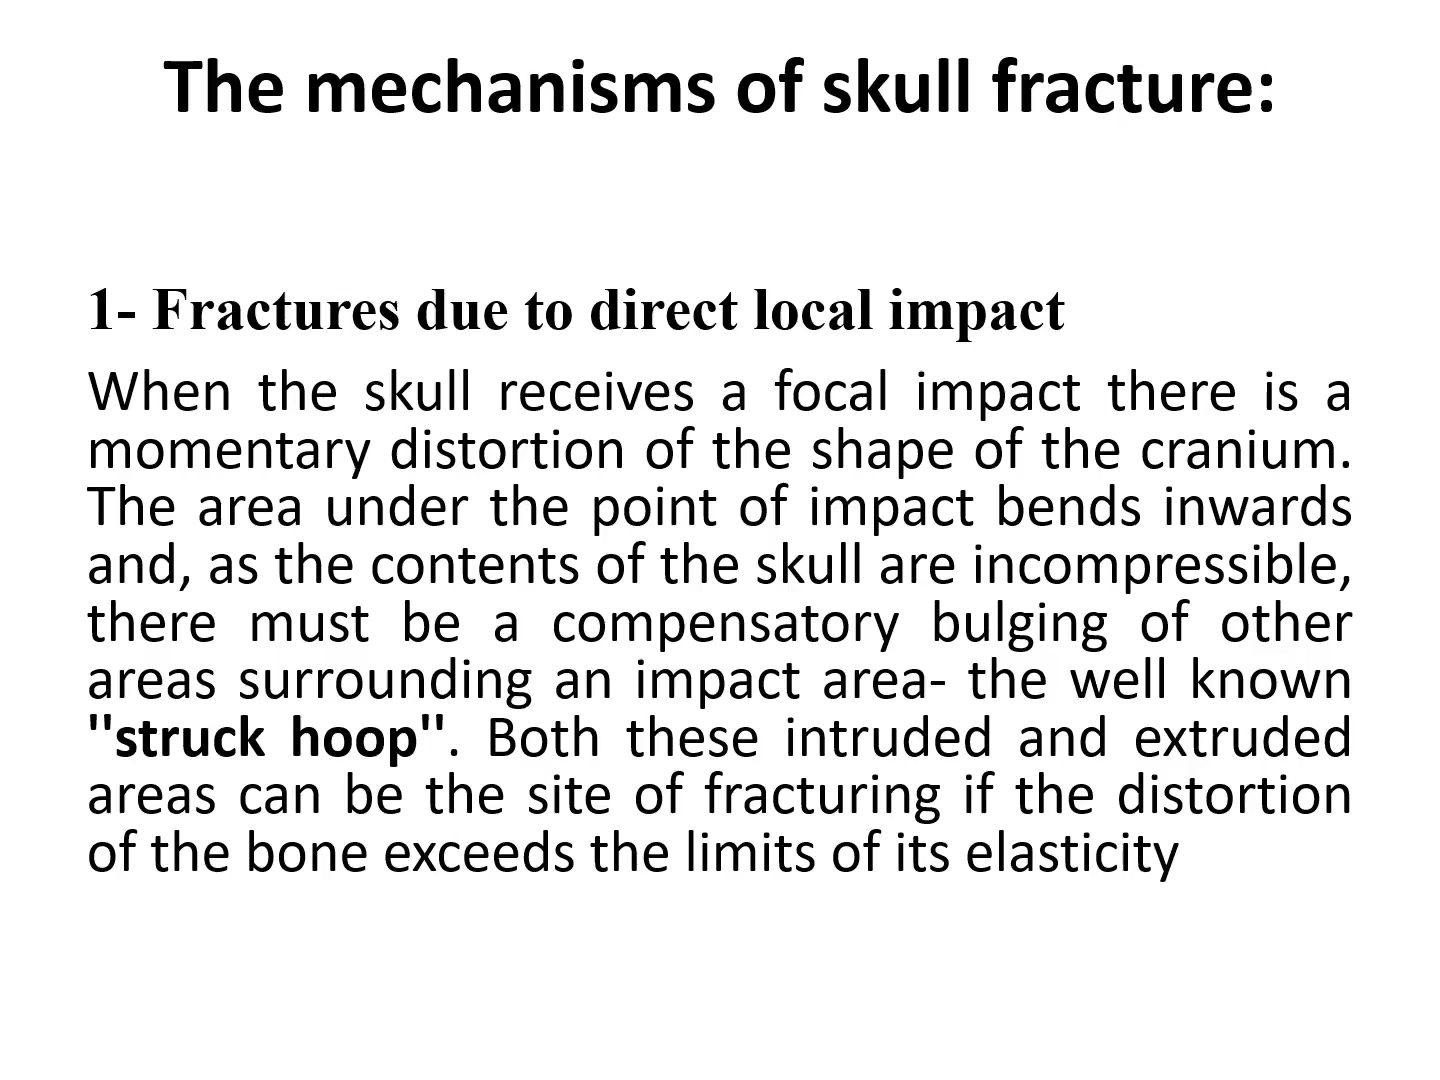 The mechanisms of skull fracture:
1- Fractures due to direct local impact
When the skull receives a focal impact there is a
momentary distortion of the shape of the cranium.
The area under the point of impact bends inwards
and, as the contents of the skull are incompressible,
there must be a compensatory bulging of other
areas surrounding an impact area- the well known
"struck hoop". Both these intruded and extruded
areas can be the site of fracturing if the distortion
of the bone exceeds the limits of its elasticity